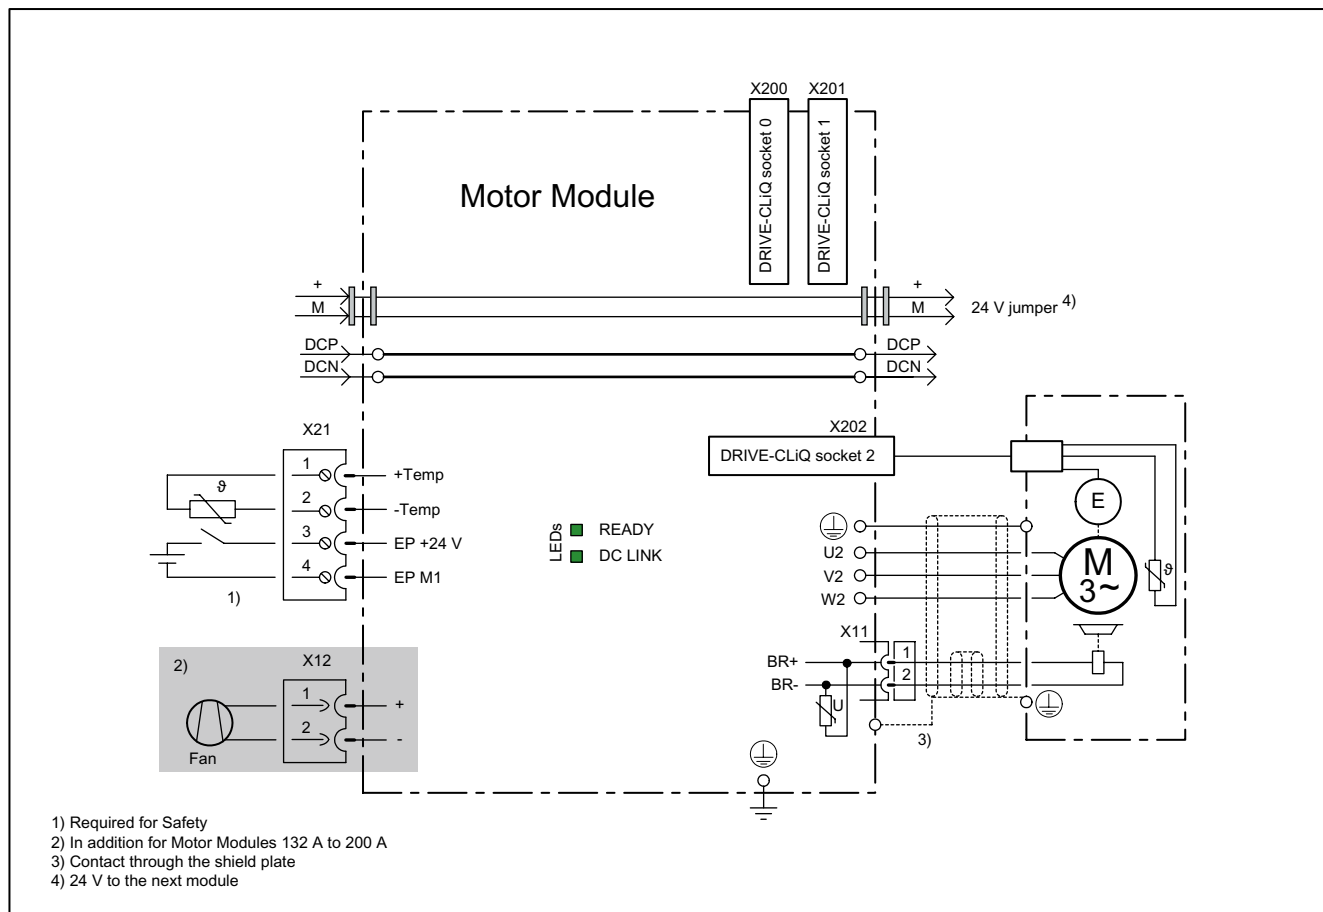 X200 X201
DRIVE-CLiQ socket 0
DRIVE-CLiQ socket 1
Motor Module
+ +
M M 24 V jumper 4)
DCP DCP
DCN DCN
X21
1 +Temp
ϑ
2 -Temp
3 EP +24 V
4 EP M1
1)
LEDs
READY
DC LINK
X202
DRIVE-CLiQ socket 2
E
U2
V2
W2
M
3~
ϑ
X11
BR+ 1
BR- 2
U
3)
2) X12
1 +
2 -
Fan
1) Required for Safety
2) In addition for Motor Modules 132 A to 200 A
3) Contact through the shield plate
4) 24 V to the next module